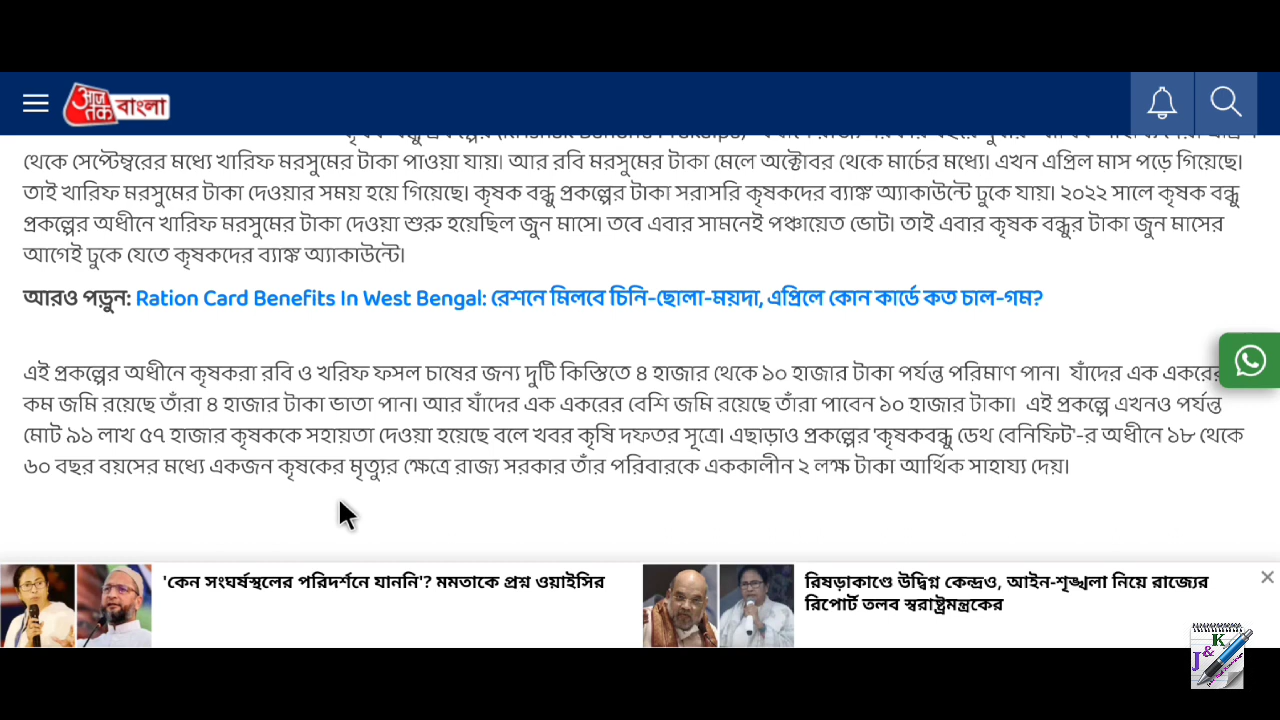 आज तक বাংলা
থেকে সেপ্টেম্বরের মধ্যে খারিফ মরসুমের টাকা পাওয়া যায়। আর রবি মরসুমের টাকা মেলে অক্টোবর থেকে মার্চের মধ্যে। এখন এপ্রিল মাস পড়ে গিয়েছে।
তাই খারিফ মরসুমের টাকা দেওয়ার সময় হয়ে গিয়েছে। কৃষক বন্ধু প্রকল্পের টাকা সরাসরি কৃষকদের ব্যাঙ্ক অ্যাকাউন্টে ঢুকে যায়। ২০২২ সালে কৃষক বন্ধু
প্রকল্পের অধীনে খারিফ মরসুমের টাকা দেওয়া শুরু হয়েছিল জুন মাসে। তবে এবার সামনেই পঞ্চায়েত ভোট। তাই এবার কৃষক বন্ধুর টাকা জুন মাসের
আগেই ঢুকে যেতে কৃষকদের ব্যাঙ্ক অ্যাকাউন্টে।
আরও পড়ুন: Ration Card Benefits In West Bengal: রেশনে মিলবে চিনি-ছোলা-ময়দা, এপ্রিলে কোন কার্ডে কত চাল-গম?
এই প্রকল্পের অধীনে কৃষকরা রবি ও খরিফ ফসল চাষের জন্য দুটি কিস্তিতে ৪ হাজার থেকে ১০ হাজার টাকা পর্যন্ত পরিমাণ পান। যাঁদের এক একরের
কম জমি রয়েছে তাঁরা ৪ হাজার টাকা ভাতা পান। আর যাঁদের এক একরের বেশি জমি রয়েছে তাঁরা পাবেন ১০ হাজার টাকা। এই প্রকল্পে এখনও পর্যন্ত
মোট ৯১ লাখ ৫৭ হাজার কৃষককে সহায়তা দেওয়া হয়েছে বলে খবর কৃষি দফতর সূত্রে। এছাড়াও প্রকল্পের 'কৃষকবন্ধু ডেথ বেনিফিট'-র অধীনে ১৮ থেকে
৬০ বছর বয়সের মধ্যে একজন কৃষকের মৃত্যুর ক্ষেত্রে রাজ্য সরকার তাঁর পরিবারকে এককালীন ২ লক্ষ টাকা আর্থিক সাহায্য দেয়।
'কেন সংঘর্ষস্থলের পরিদর্শনে যাননি'? মমতাকে প্রশ্ন ওয়াইসির
রিষড়াকাণ্ডে উদ্বিগ্ন কেন্দ্রও, আইন-শৃঙ্খলা নিয়ে রাজ্যের
রিপোর্ট তলব স্বরাষ্ট্রমন্ত্রকের
J&K